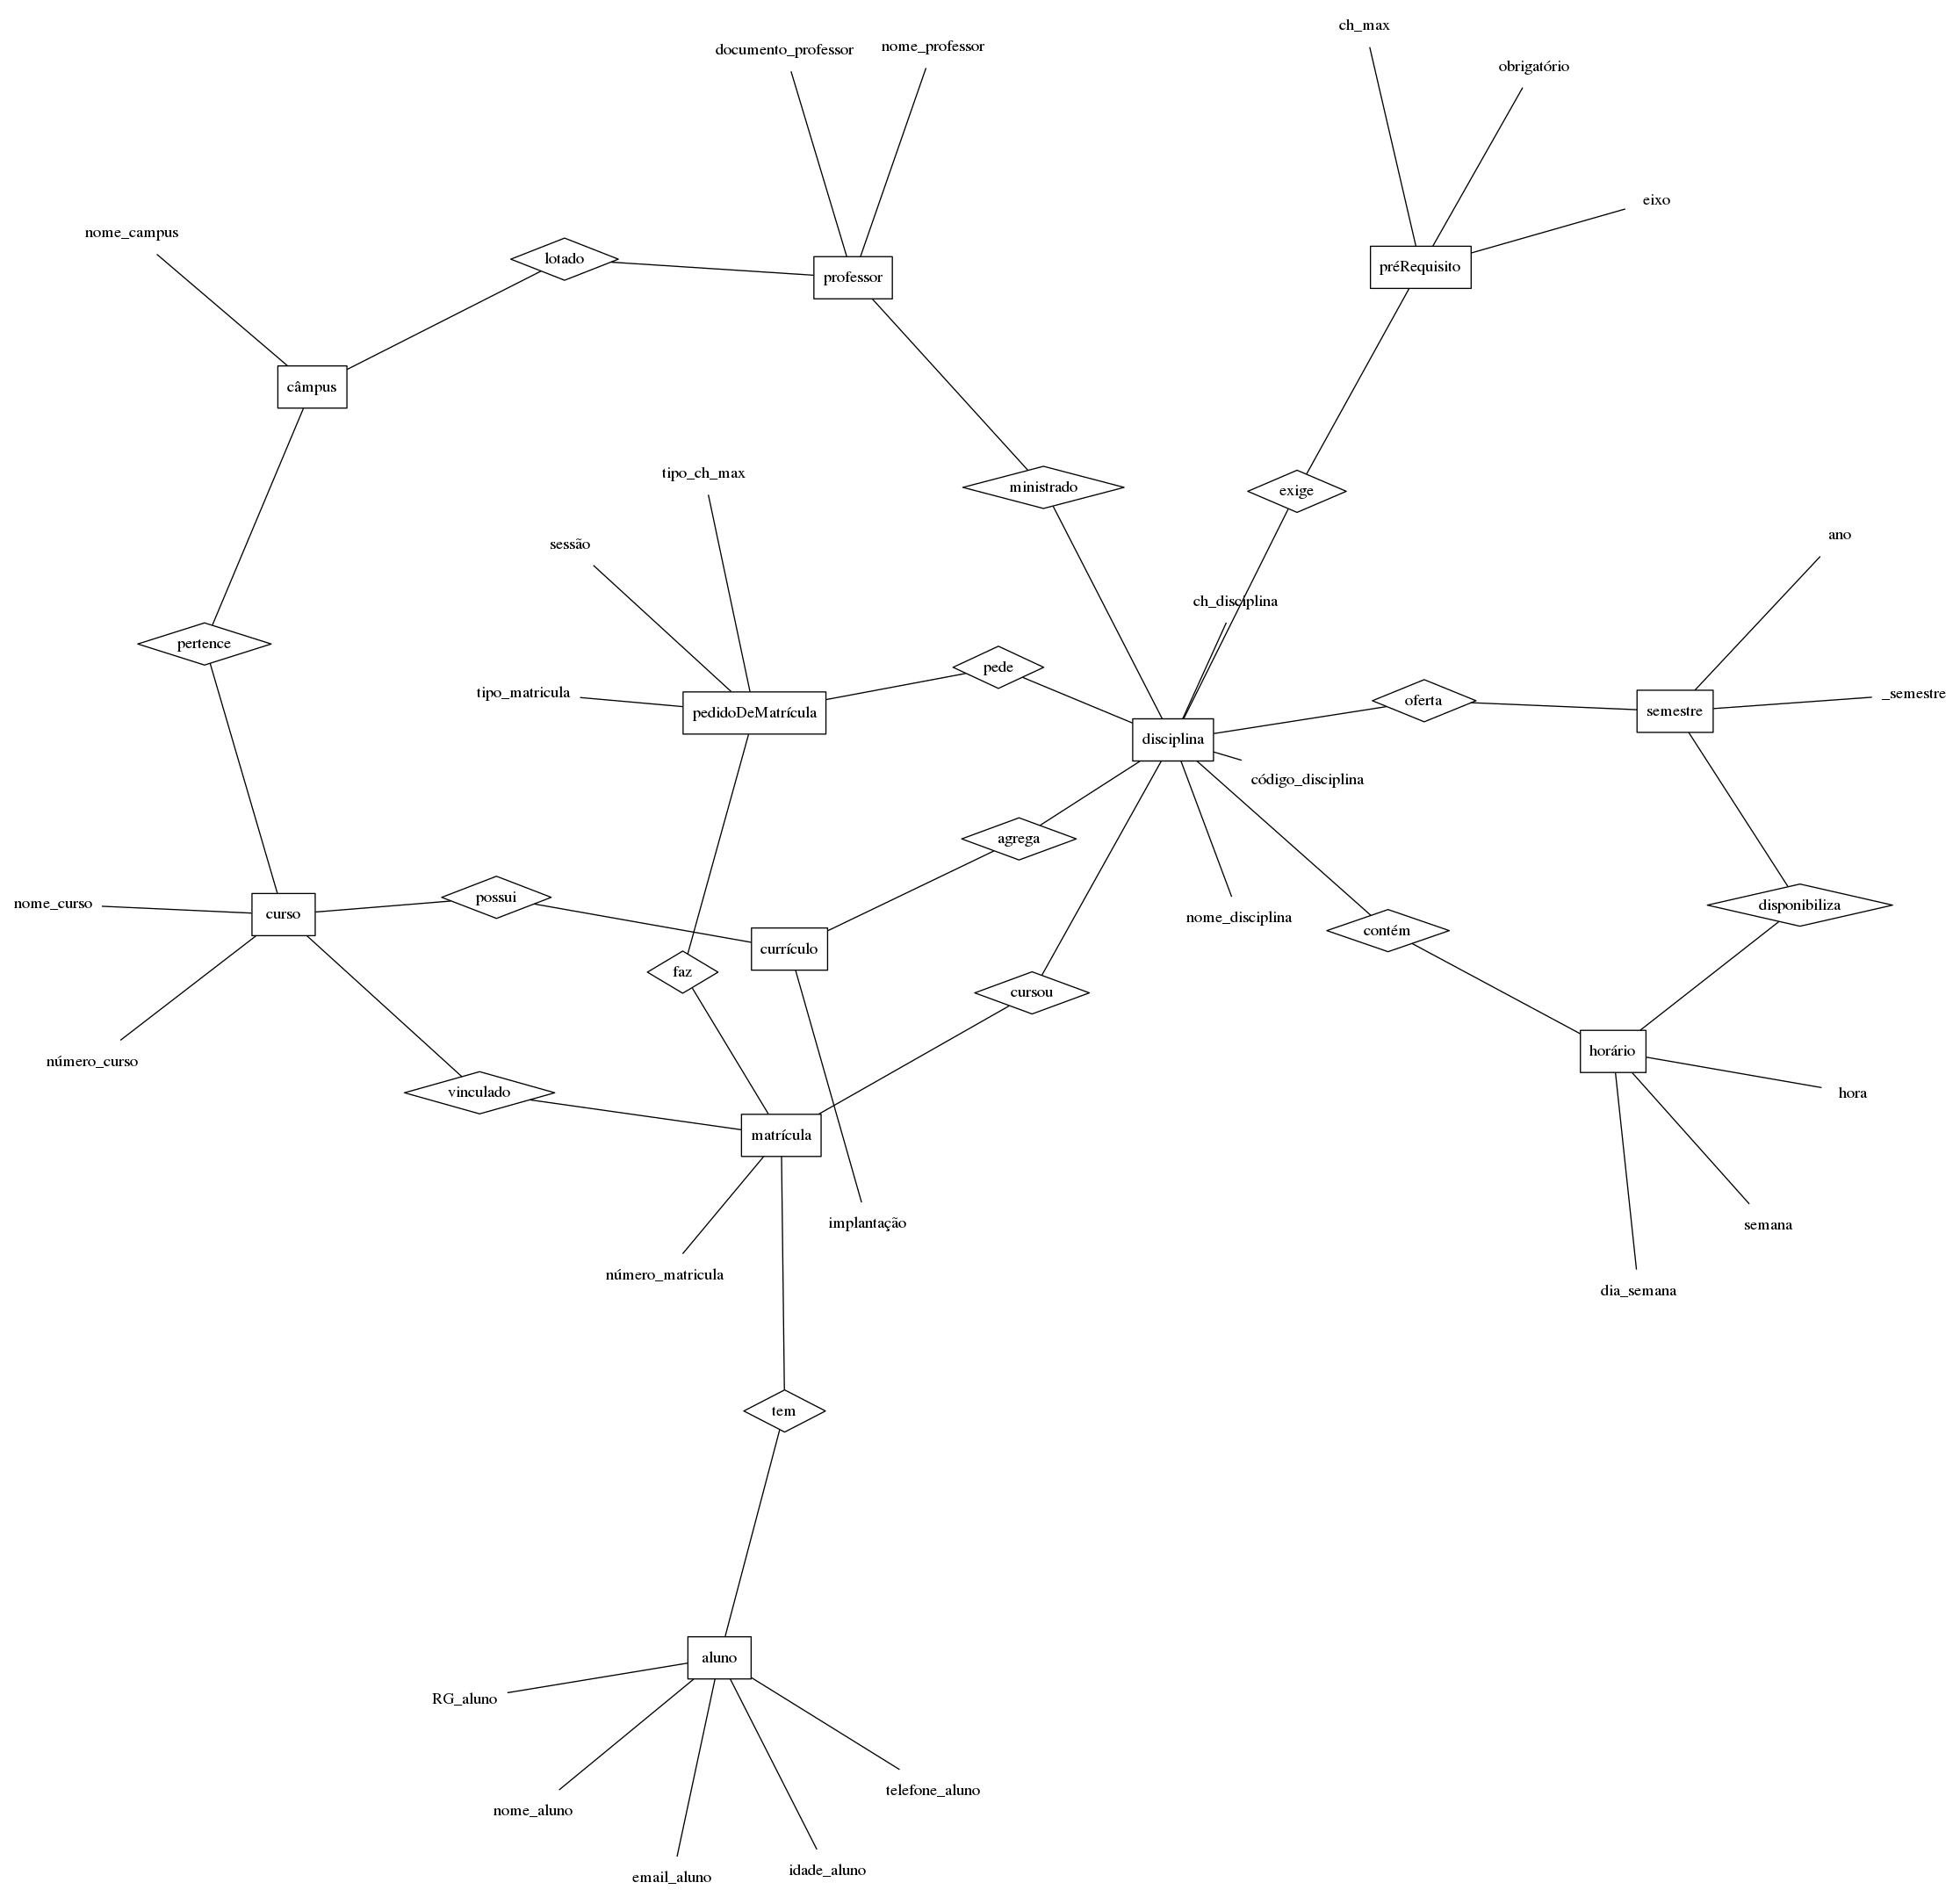 ch_max
documento_professor
nome_professor
obrigatório
eixo
nome_campus
lotado
professor
préRequisito
câmpus
tipo_ch_max
ministrado
exige
sessão
ano
ch_disciplina
pertence
pede
tipo_matricula
_semestre
oferta
pedidoDeMatrícula
semestre
disciplina
código_disciplina
agrega
possui
nome_curso
curso
nome_disciplina
disponibiliza
contém
currículo
faz
cursou
horário
número_curso
vinculado
hora
matrícula
implantação
semana
número_matricula
dia_semana
tem
aluno
RG_aluno
telefone_aluno
nome_aluno
idade_aluno
email_aluno